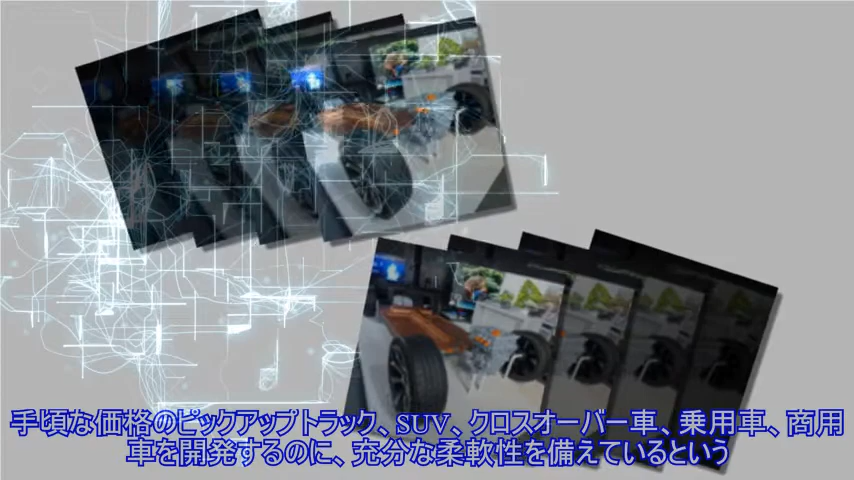 手頃な価格のピックアップトラック、SUV、クロスオーバー車、乗用車、商用
車を開発するのに、充分な柔軟性を備えているという